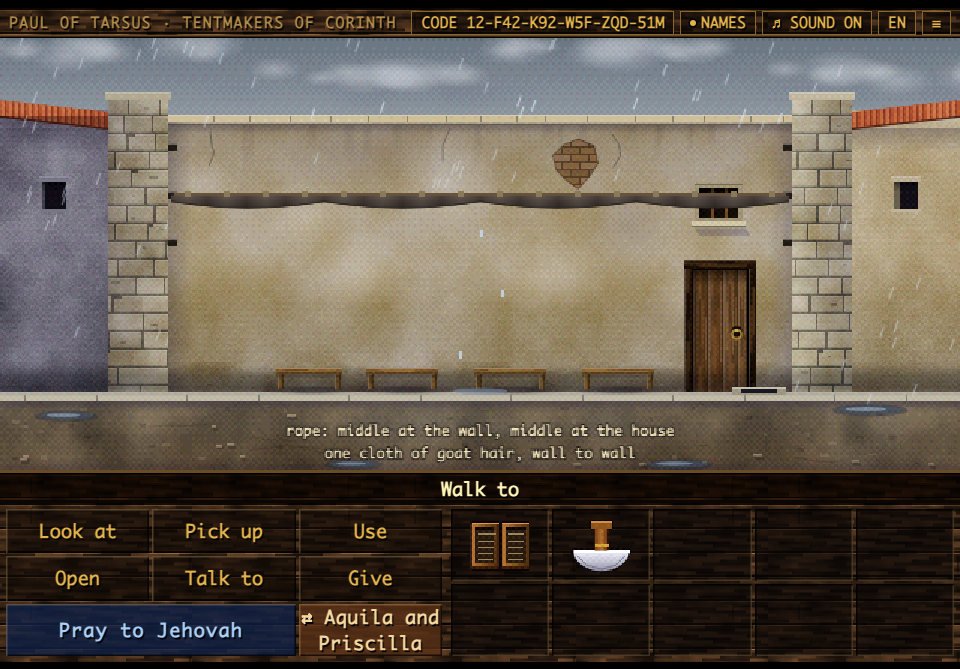 PAUL OF TARSUS · TENTMAKERS OF CORINTH
CODE 12-F42-K92-W5F-ZQD-51M
• NAMES
♬ SOUND ON
EN
≡
rope: middle at the wall, middle at the house
one cloth of goat hair, wall to wall
Walk to
Look at
Pick up
Use
Open
Talk to
Give
Pray to Jehovah
⇄ Aquila and
Priscilla